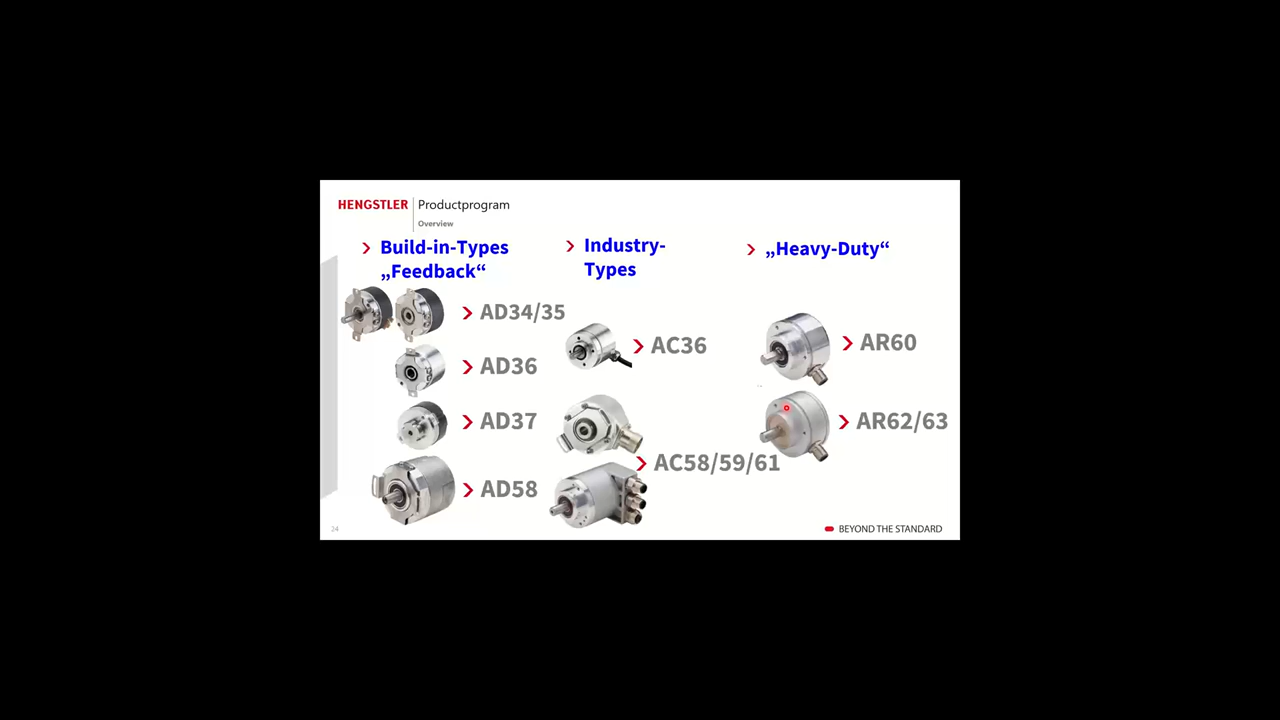 HENGSTLER
Productprogram
Overview
Build-in-Types
„Feedback“
AD34/35
AD36
AD37
AD58
Industry-
Types
AC36
AC58/59/61
„Heavy-Duty“
AR60
AR62/63
24
BEYOND THE STANDARD